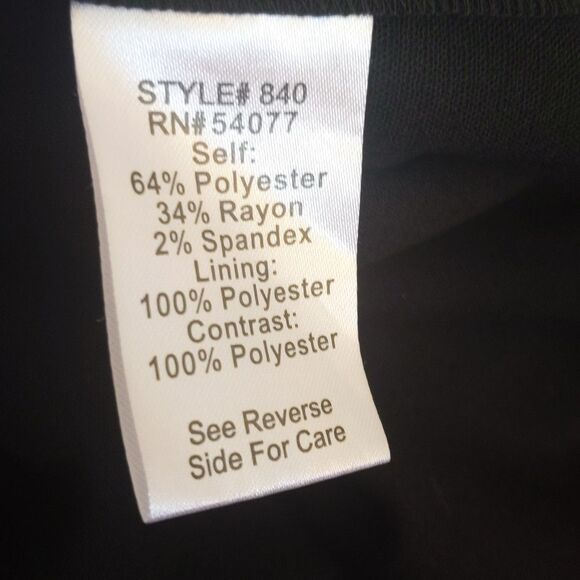 STYLE# 840
RN# 54077
Self:
64% Polyester
34% Rayon
2% Spandex
Lining:
100% Polyester
Contrast:
100% Polyester
See Reverse
Side For Care